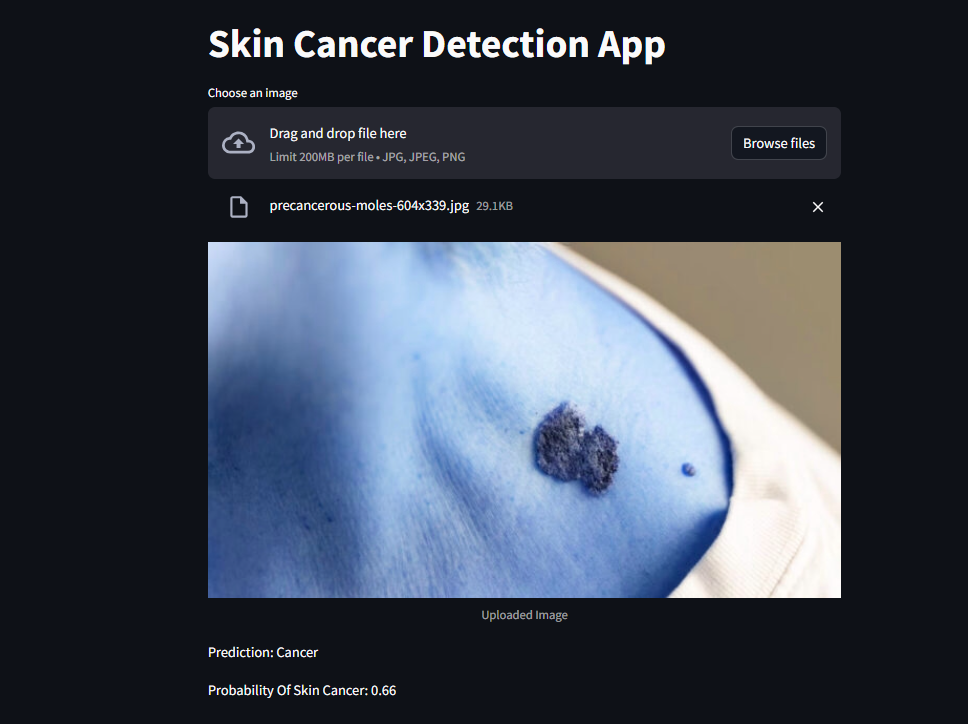 Skin Cancer Detection App
Choose an image
Drag and drop file here
Limit 200MB per file • JPG, JPEG, PNG
Browse files
precancerous-moles-604x339.jpg 29.1KB
Uploaded Image
Prediction: Cancer
Probability Of Skin Cancer: 0.66